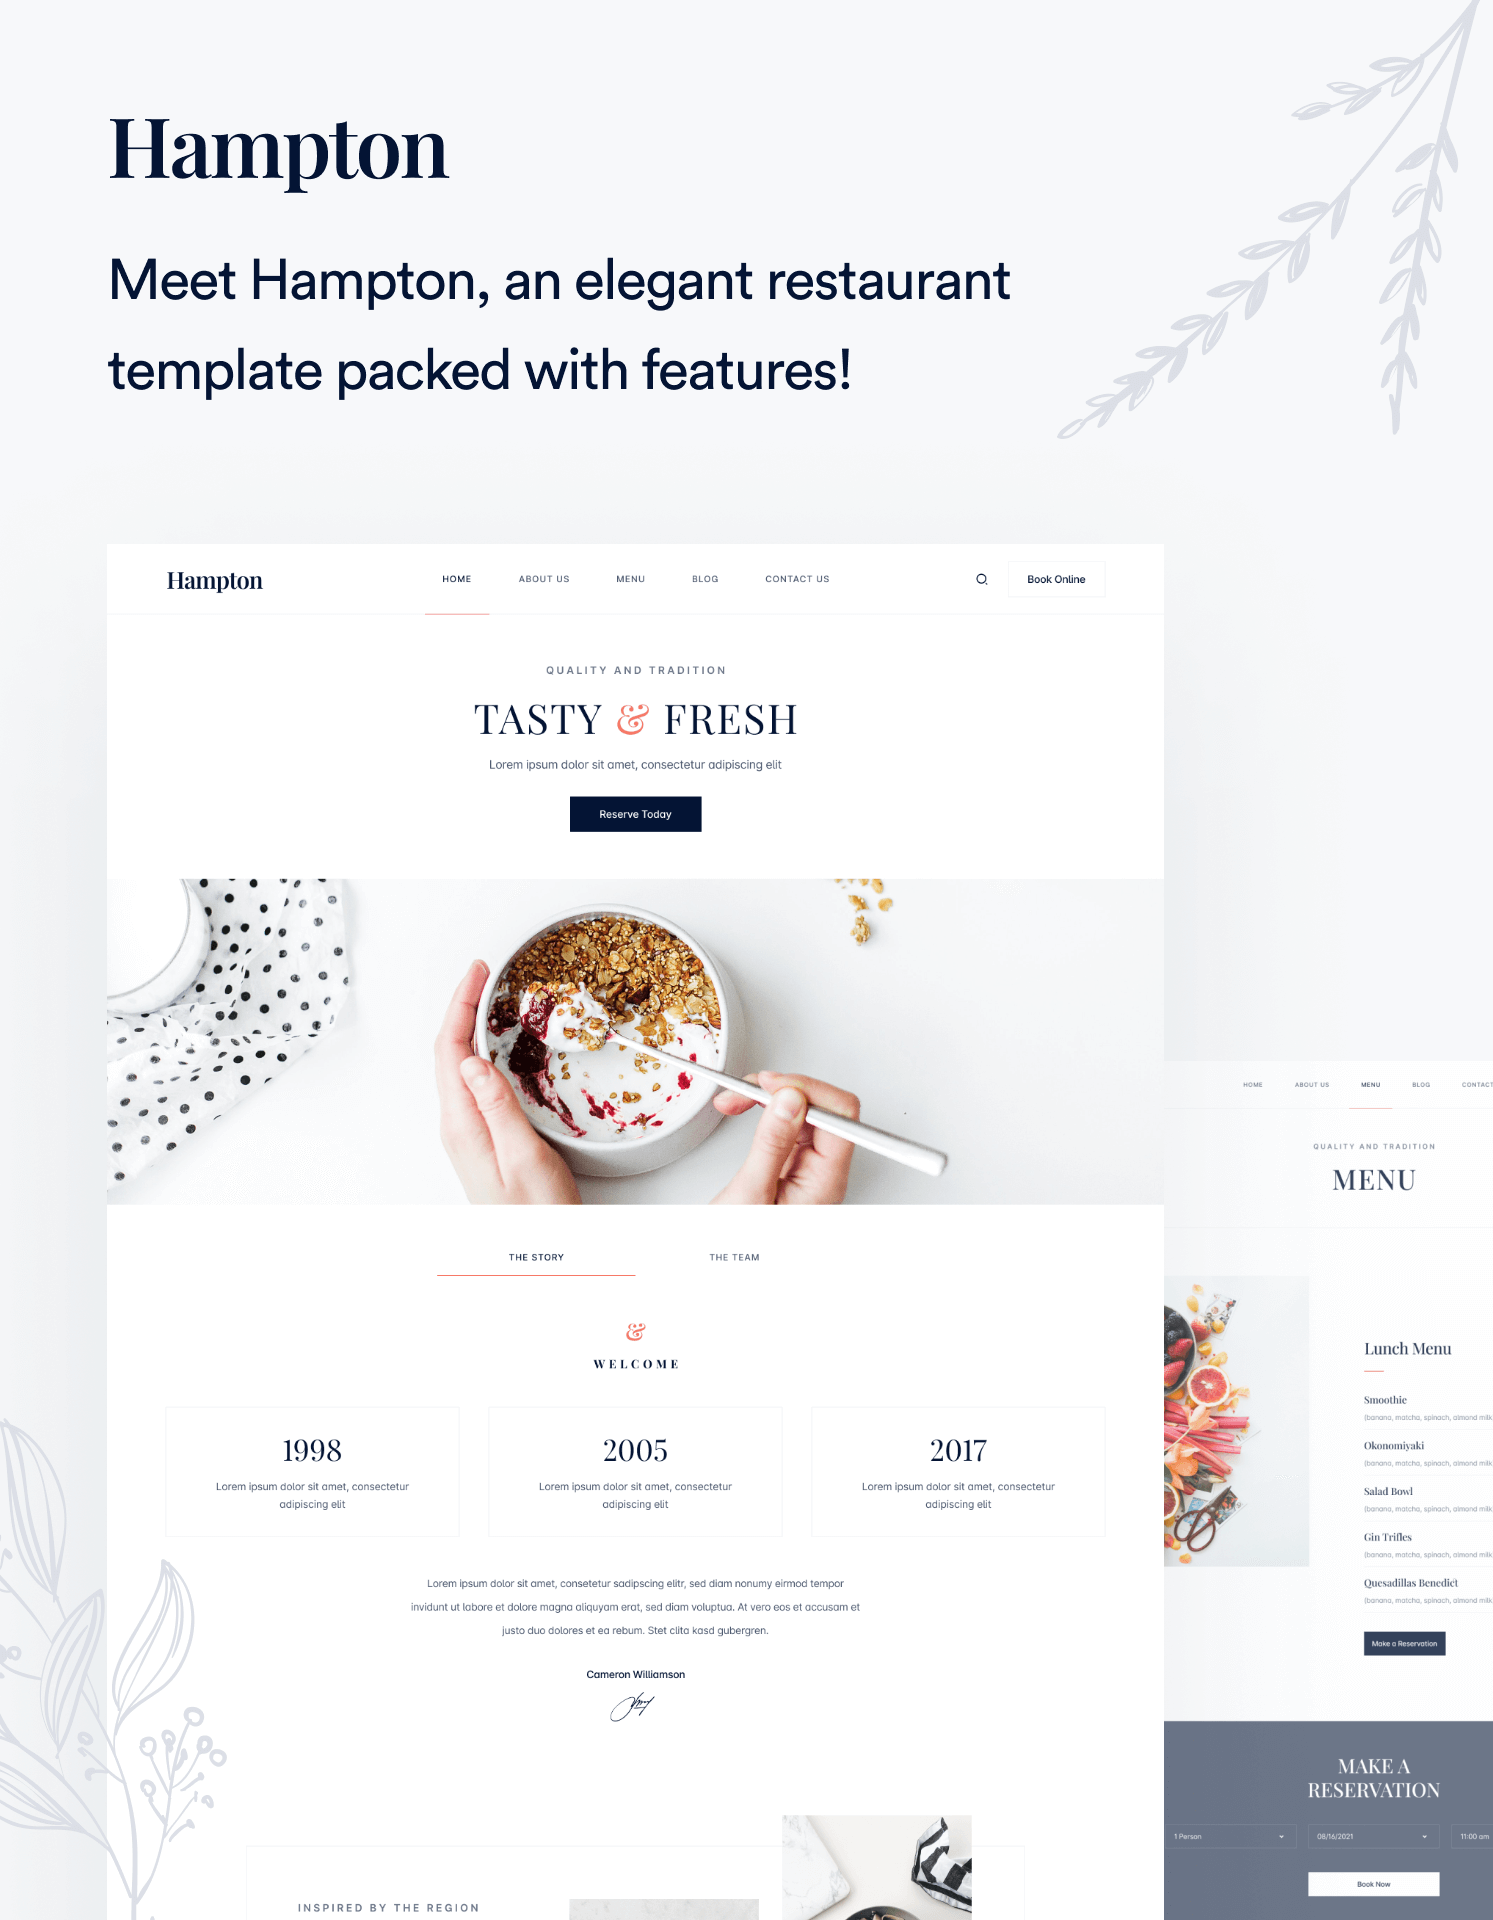 Hampton
Meet Hampton, an elegant restaurant
template packed with features!
Hampton
HOME
ABOUT US
MENU
BLOG
CONTACT US
Book Online
QUALITY AND TRADITION
TASTY & FRESH
Lorem ipsum dolor sit amet, consectetur adipiscing elit
Reserve Today
THE STORY
THE TEAM
&
WELCOME
1998
Lorem ipsum dolor sit amet, consectetur
adipiscing elit
2005
Lorem ipsum dolor sit amet, consectetur
adipiscing elit
2017
Lorem ipsum dolor sit amet, consectetur
adipiscing elit
Lorem ipsum dolor sit amet, consetetur sadipscing elitr, sed diam nonumy eirmod tempor
invidunt ut labore et dolore magna aliquyam erat, sed diam voluptua. At vero eos et accusam et
justo duo dolores et ea rebum. Stet clita kasd gubergren.
Cameron Williamson
INSPIRED BY THE REGION
HOME
ABOUT US
MENU
BLOG
CONTACT
QUALITY AND TRADITION
MENU
Lunch Menu
Smoothie
(banana, matcha, spinach, almond milk
Okonomiyaki
(banana, matcha, spinach, almond milk
Salad Bowl
(banana, matcha, spinach, almond milk
Gin Trifles
(banana, matcha, spinach, almond milk
Quesadillas Benedict
(banana, matcha, spinach, almond milk
Make a Reservation
MAKE A
RESERVATION
1 Person
08/16/2021
11:00 am
Book Now